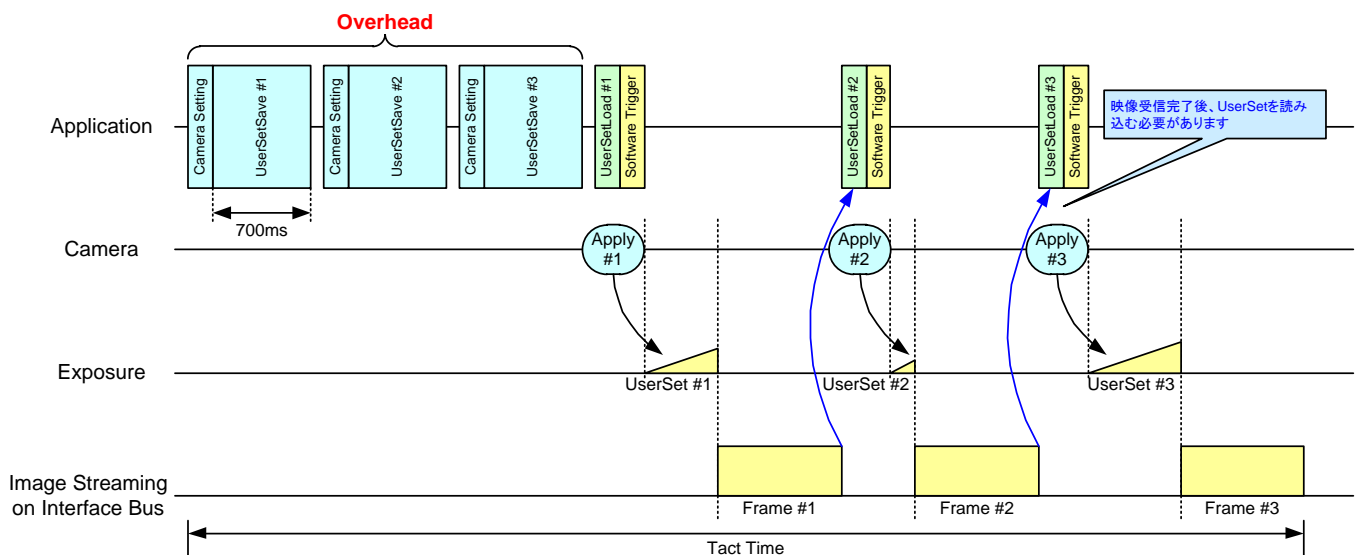 Overhead
Camera Setting
UserSetSave #1
Camera Setting
UserSetSave #2
Camera Setting
UserSetSave #3
UserSetLoad #1
Software Trigger
UserSetLoad #2
Software Trigger
UserSetLoad #3
Software Trigger
映像受信完了後、UserSetを読み
込む必要があります
Application
700ms
Camera
Apply
#1
Apply
#2
Apply
#3
Exposure
UserSet #1
UserSet #2
UserSet #3
Image Streaming
on Interface Bus
Frame #1
Frame #2
Frame #3
Tact Time